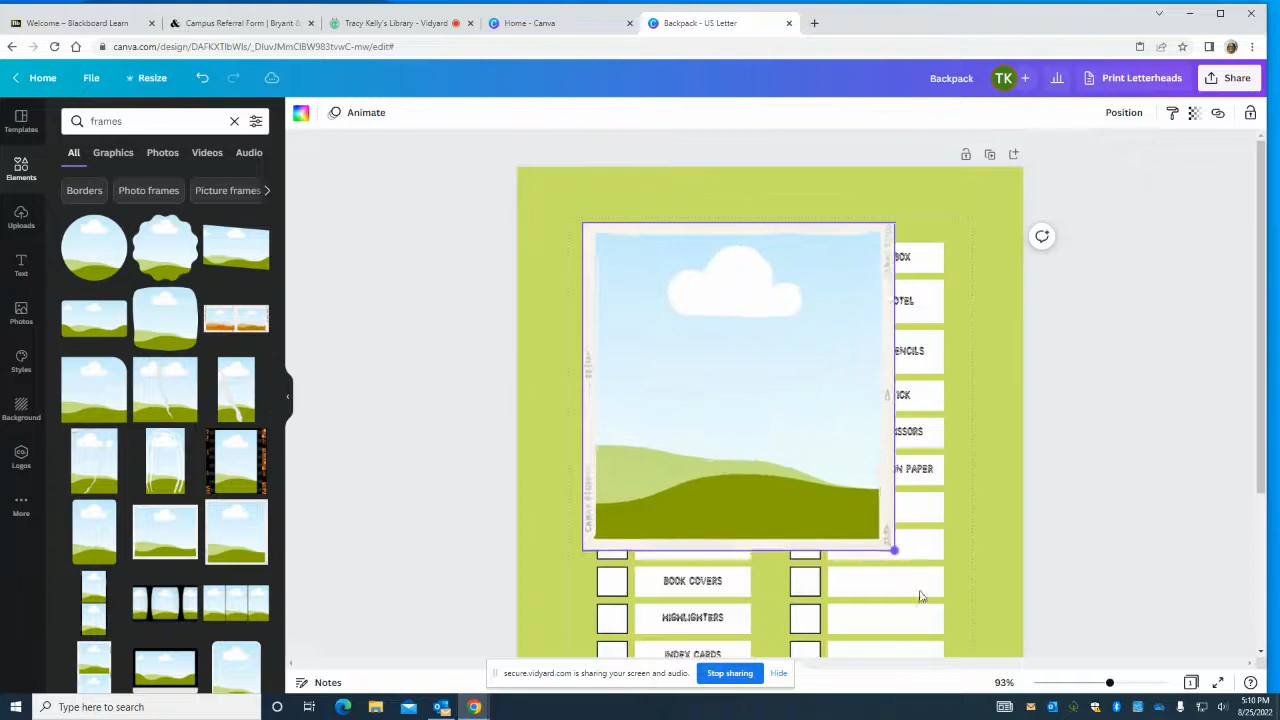 Welcome – Blackboard Learn
Campus Referral Form | Bryant &
Tracy Kelly's Library - Vidyard
Home - Canva
Backpack - US Letter
canva.com/design/DAFKXTlbWls/_DluvJMmClBW983tvwC-mw/edit#
Home
File
Resize
Backpack
TK
Print Letterheads
Share
Templates
frames
Animate
Position
All
Graphics
Photos
Videos
Audio
Elements
Borders
Photo frames
Picture frames
Uploads
Text
Photos
Styles
Background
Logos
More
BOX
OTEL
ENCILS
ICK
ISSORS
ON PAPER
BOOK COVERS
HIGHLIGHTERS
INDEX CARDS
secure.vidyard.com is sharing your screen and audio.
Stop sharing
Hide
Notes
93%
1
Type here to search
5:10 PM
8/25/2022